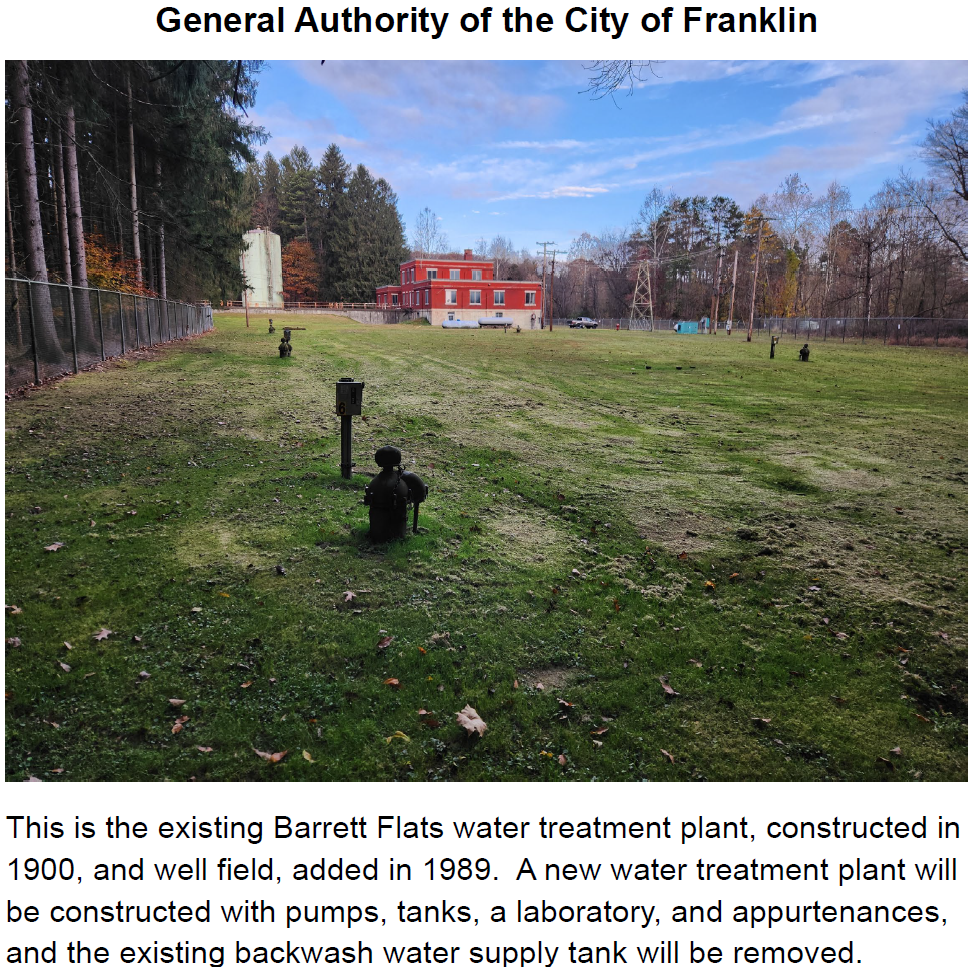 General Authority of the City of Franklin
6
This is the existing Barrett Flats water treatment plant, constructed in
1900, and well field, added in 1989.  A new water treatment plant will
be constructed with pumps, tanks, a laboratory, and appurtenances,
and the existing backwash water supply tank will be removed.